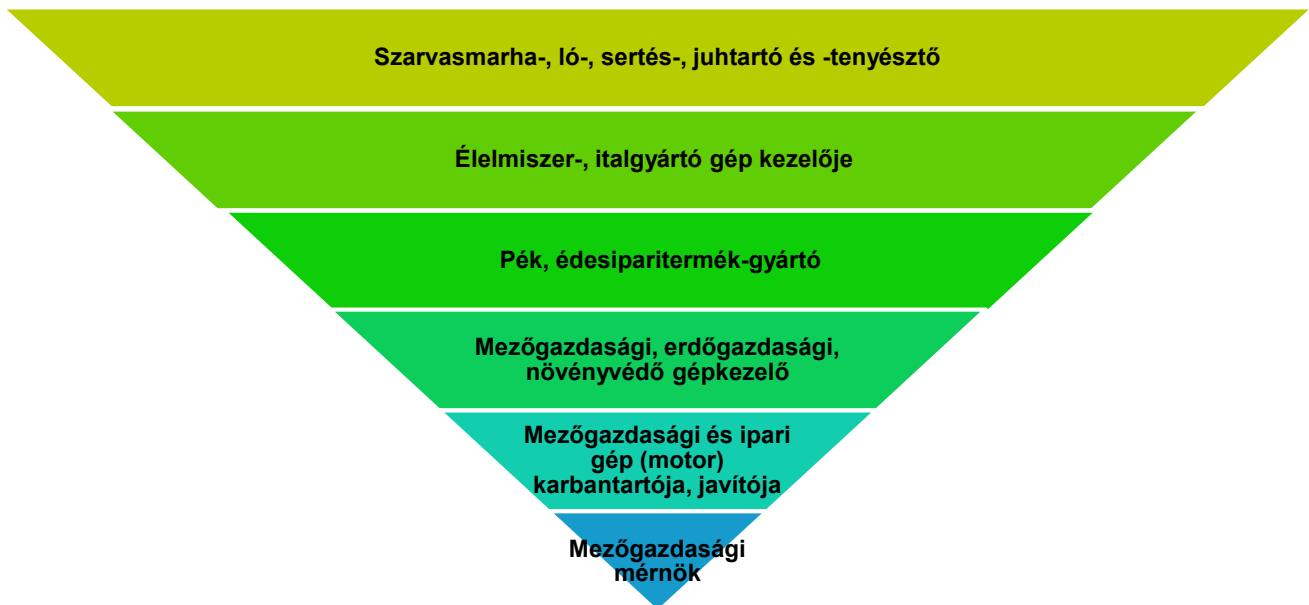 Szarvasmarha-, ló-, sertés-, juhtartó és -tenyésztő
Élelmiszer-, italgyártó gép kezelője
Pék, édesiparitermék-gyártó
Mezőgazdasági, erdőgazdasági,
növényvédő gépkezelő
Mezőgazdasági és ipari
gép (motor)
karbantartója, javítója
Mezőgazdasági
mérnök